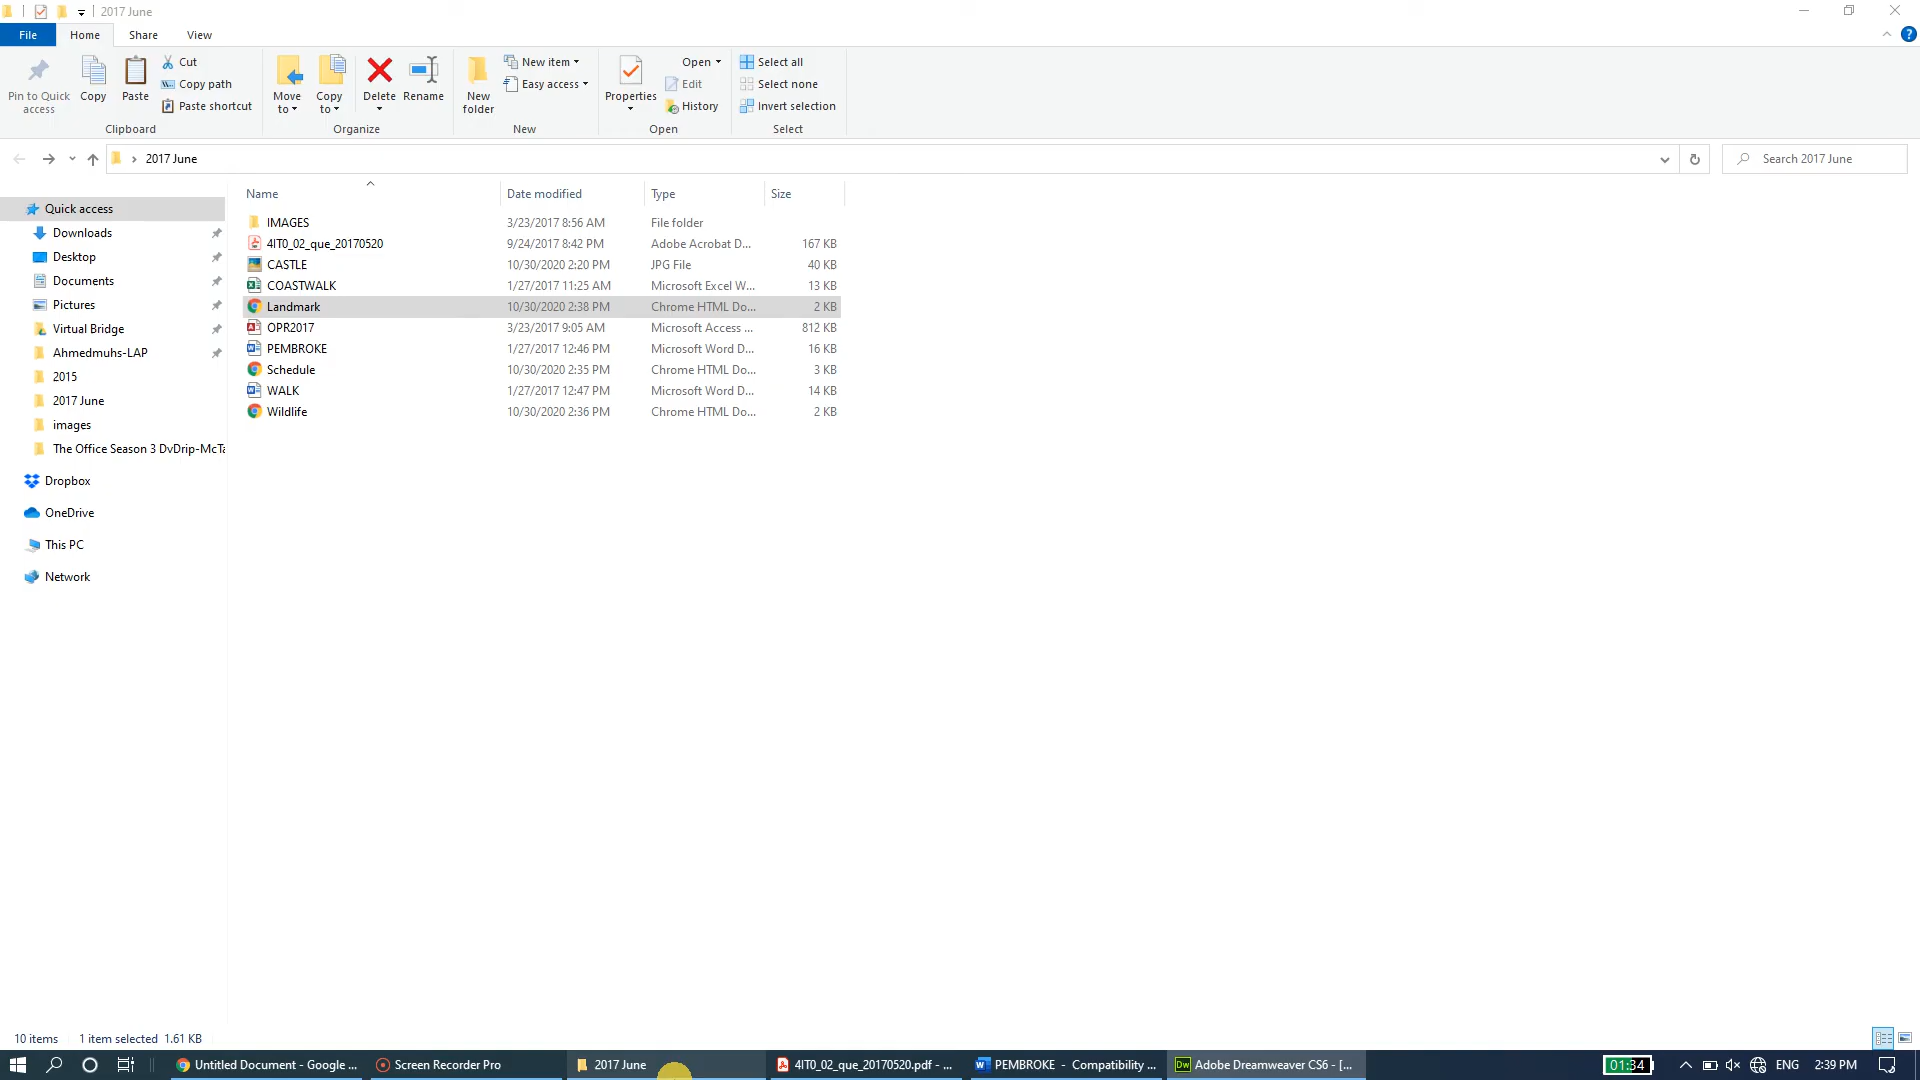 2017 June
File Home Share View
Pin to Quick access
Copy
Paste
Cut
Copy path
Paste shortcut
Clipboard
Move to
Copy to
Delete
Rename
Organize
New folder
New item
Easy access
New
Properties
Open
Edit
History
Open
Select all
Select none
Invert selection
Select
2017 June
Search 2017 June
Name Date modified Type Size
IMAGES 3/23/2017 8:56 AM File folder
4IT0_02_que_20170520 9/24/2017 8:42 PM Adobe Acrobat D... 167 KB
CASTLE 10/30/2020 2:20 PM JPG File 40 KB
COASTWALK 1/27/2017 11:25 AM Microsoft Excel W... 13 KB
Landmark 10/30/2020 2:38 PM Chrome HTML Do... 2 KB
OPR2017 3/23/2017 9:05 AM Microsoft Access ... 812 KB
PEMBROKE 1/27/2017 12:46 PM Microsoft Word D... 16 KB
Schedule 10/30/2020 2:35 PM Chrome HTML Do... 3 KB
WALK 1/27/2017 12:47 PM Microsoft Word D... 14 KB
Wildlife 10/30/2020 2:36 PM Chrome HTML Do... 2 KB
Quick access
Downloads
Desktop
Documents
Pictures
Virtual Bridge
Ahmedmuhs-LAP
2015
2017 June
images
The Office Season 3 DvDrip-McTa
Dropbox
OneDrive
This PC
Network
10 items 1 item selected 1.61 KB
Untitled Document - Google ...
Screen Recorder Pro
2017 June
4IT0_02_que_20170520.pdf - ...
PEMBROKE - Compatibility ...
Dw Adobe Dreamweaver CS6 - [...
01:34
ENG
2:39 PM